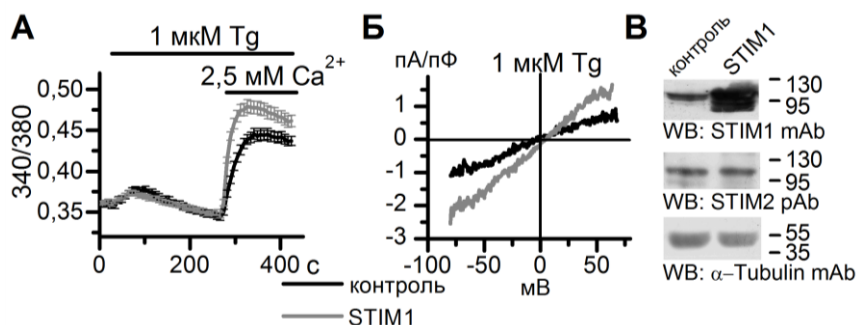 А
1 мкМ Tg
2,5 мМ Ca²⁺
0,50
0,45
0,40
0,35
340/380
0
200
400
с
Б
пА/пФ
1 мкМ Tg
1
0
-1
-2
-3
-100
-50
0
50
мВ
контроль
STIM1
В
контроль
STIM1
130
95
WB: STIM1 mAb
130
95
WB: STIM2 pAb
55
35
WB: α-Tubulin mAb